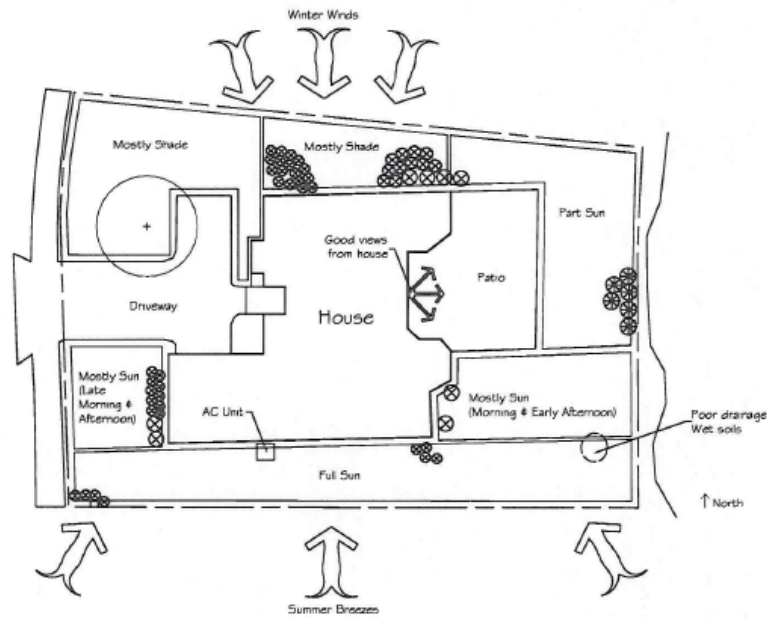 Winter Winds
Mostly Shade
Mostly Shade
Part Sun
Good views
from house
Patio
Driveway
House
Mostly Sun
(Late
Morning &
Afternoon)
AC Unit
Mostly Sun
(Morning & Early Afternoon)
Poor drainage
Wet soils
Full Sun
↑ North
Summer Breezes